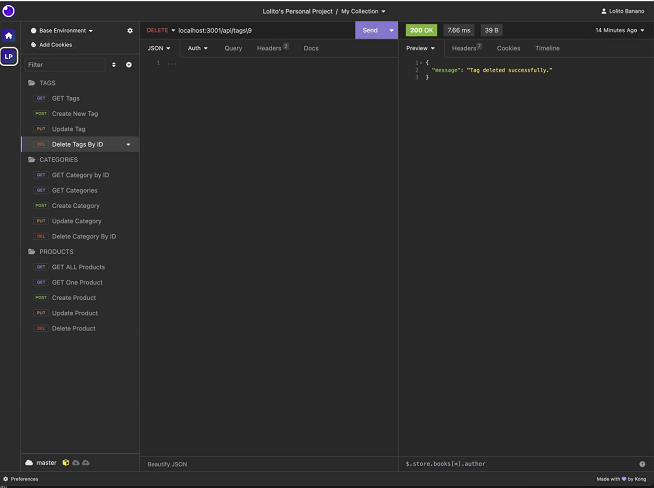 Lolito's Personal Project / My Collection
Lolito Banano
LP
Base Environment
Add Cookies
Filter
TAGS
GET GET Tags
POST Create New Tag
PUT Update Tag
DEL Delete Tags By ID
CATEGORIES
GET GET Category by ID
GET GET Categories
POST Create Category
PUT Update Category
DEL Delete Category By ID
PRODUCTS
GET GET ALL Products
GET GET One Product
POST Create Product
PUT Update Product
DEL Delete Product
master
Preferences
DELETE localhost:3001/api/tags\9
Send
JSON Auth Query Headers 2 Docs
1 ...
Beautify JSON
200 OK 7.66 ms 39 B 14 Minutes Ago
Preview Headers 7 Cookies Timeline
1 {
2 "message": "Tag deleted successfully."
3 }
$.store.books[*].author
Made with by Kong